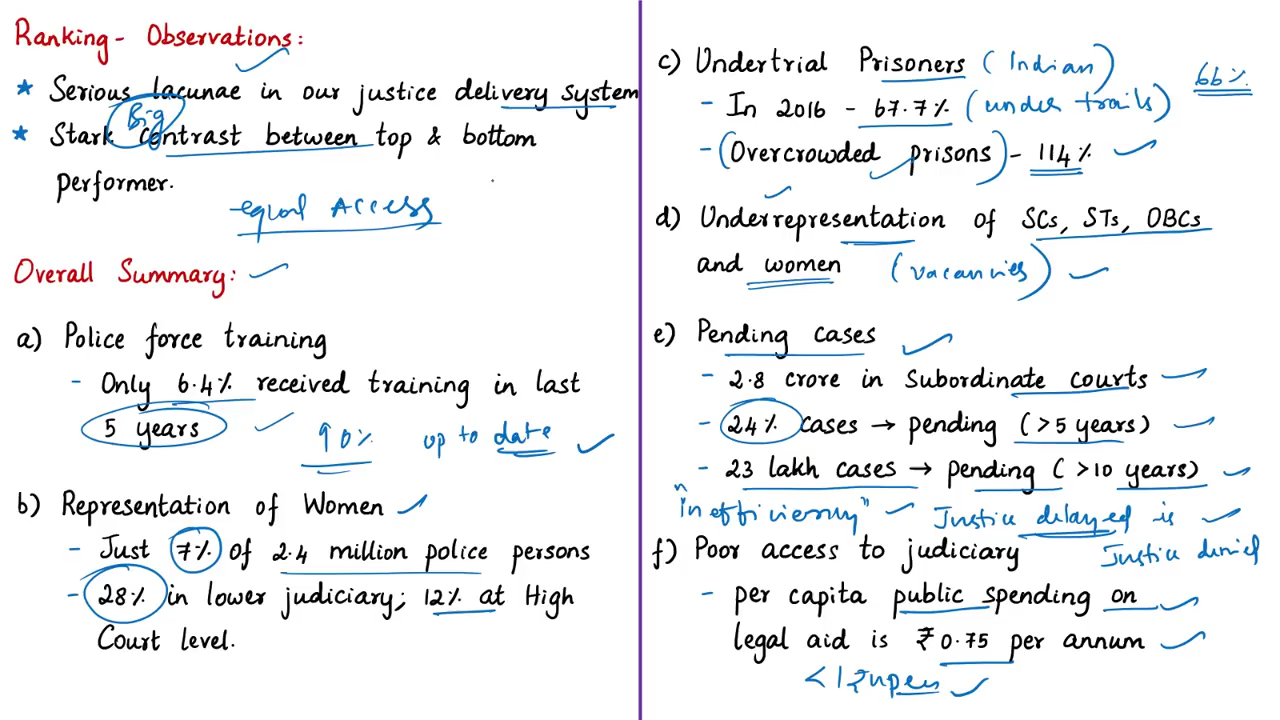 Ranking - Observations:
* Serious lacunae in our justice delivery system
Big
* Stark contrast between top & bottom
performer.
equal Access
Overall Summary:
a) Police force training
- Only 6.4% received training in last
5 years
90% up to date
b) Representation of Women
- Just 7% of 2.4 million police persons
- 28% in lower judiciary; 12% at High
Court level.
c) Undertrial Prisoners (Indian)
66%
- In 2016 - 67.7% (under trails)
- (Overcrowded prisons) - 114%
d) Underrepresentation of SCs, STs, OBCs
and women (vacancies)
e) Pending cases
- 2.8 crore in Subordinate courts
- 24% cases → pending (>5 years)
- 23 lakh cases → pending (>10 years)
"inefficiency" Justice delayed is
Justice denied
f) Poor access to judiciary
- per capita public spending on
legal aid is ₹0.75 per annum
<1 rupees